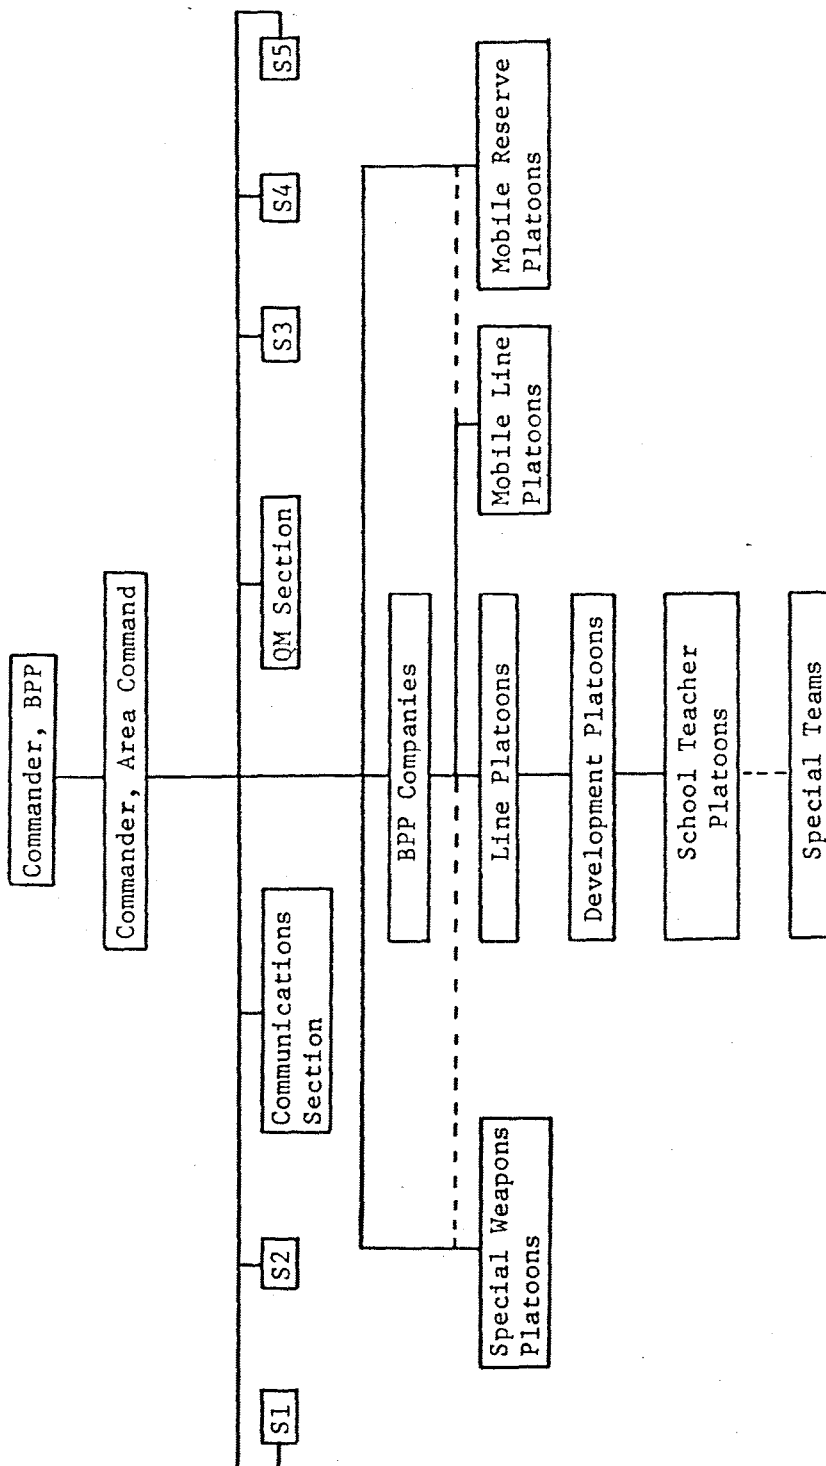 Commander, BPP
Commander, Area Command
S1
S2
Communications
Section
QM Section
S3
S4
S5
BPP Companies
Special Weapons
Platoons
Line Platoons
Mobile Line
Platoons
Mobile Reserve
Platoons
Development Platoons
School Teacher
Platoons
Special Teams